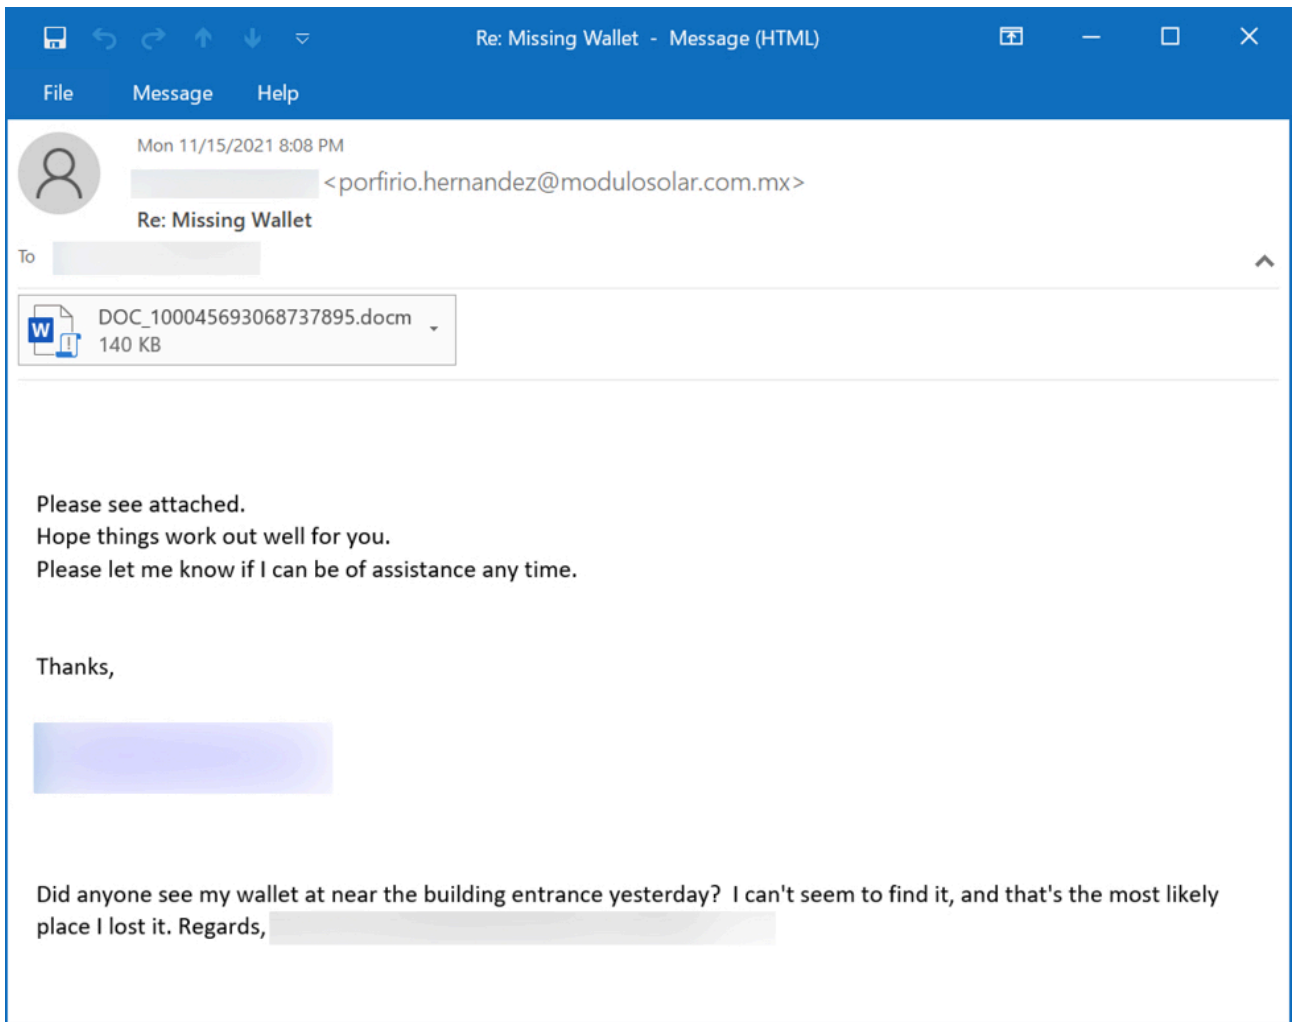 Re: Missing Wallet - Message (HTML)
File Message Help
Mon 11/15/2021 8:08 PM
<porfirio.hernandez@modulosolar.com.mx>
Re: Missing Wallet
To
W DOC_100045693068737895.docm
140 KB
Please see attached.
Hope things work out well for you.
Please let me know if I can be of assistance any time.
Thanks,
Did anyone see my wallet at near the building entrance yesterday? I can't seem to find it, and that's the most likely
place I lost it. Regards,